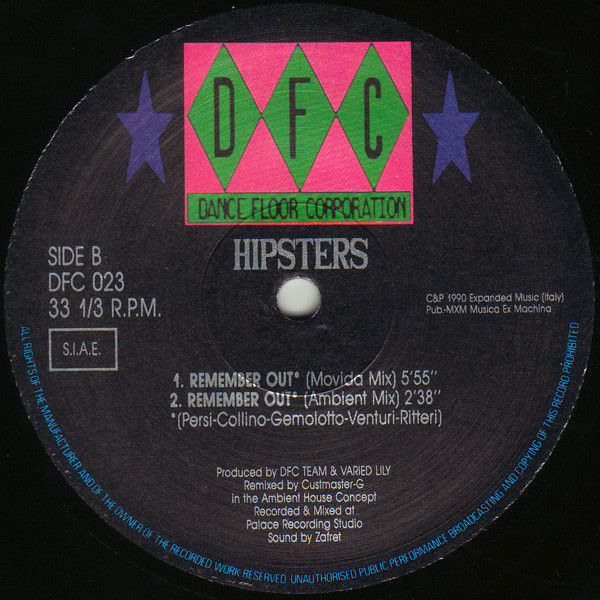 D F C
DANCE FLOOR CORPORATION
HIPSTERS
SIDE B
DFC 023
33 1/3 R.P.M.
S.I.A.E.
C&P 1990 Expanded Music (Italy)
Pub.-MXM Musica Ex Machina
1. REMEMBER OUT* (Movida Mix) 5'55"
2. REMEMBER OUT* (Ambient Mix) 2'38"
*(Persi-Collino-Gemolotto-Venturi-Ritteri)
Produced by DFC TEAM & VARIED LILY
Remixed by Custmaster-G
in the Ambient House Concept
Recorded & Mixed at
Palace Recording Studio
Sound by Zafret
ALL RIGHTS OF THE MANUFACTURER AND OF THE OWNER OF THE RECORDED WORK RESERVED. UNAUTHORISED PUBLIC PERFORMANCE BROADCASTING AND COPYING OF THIS RECORD PROHIBITED